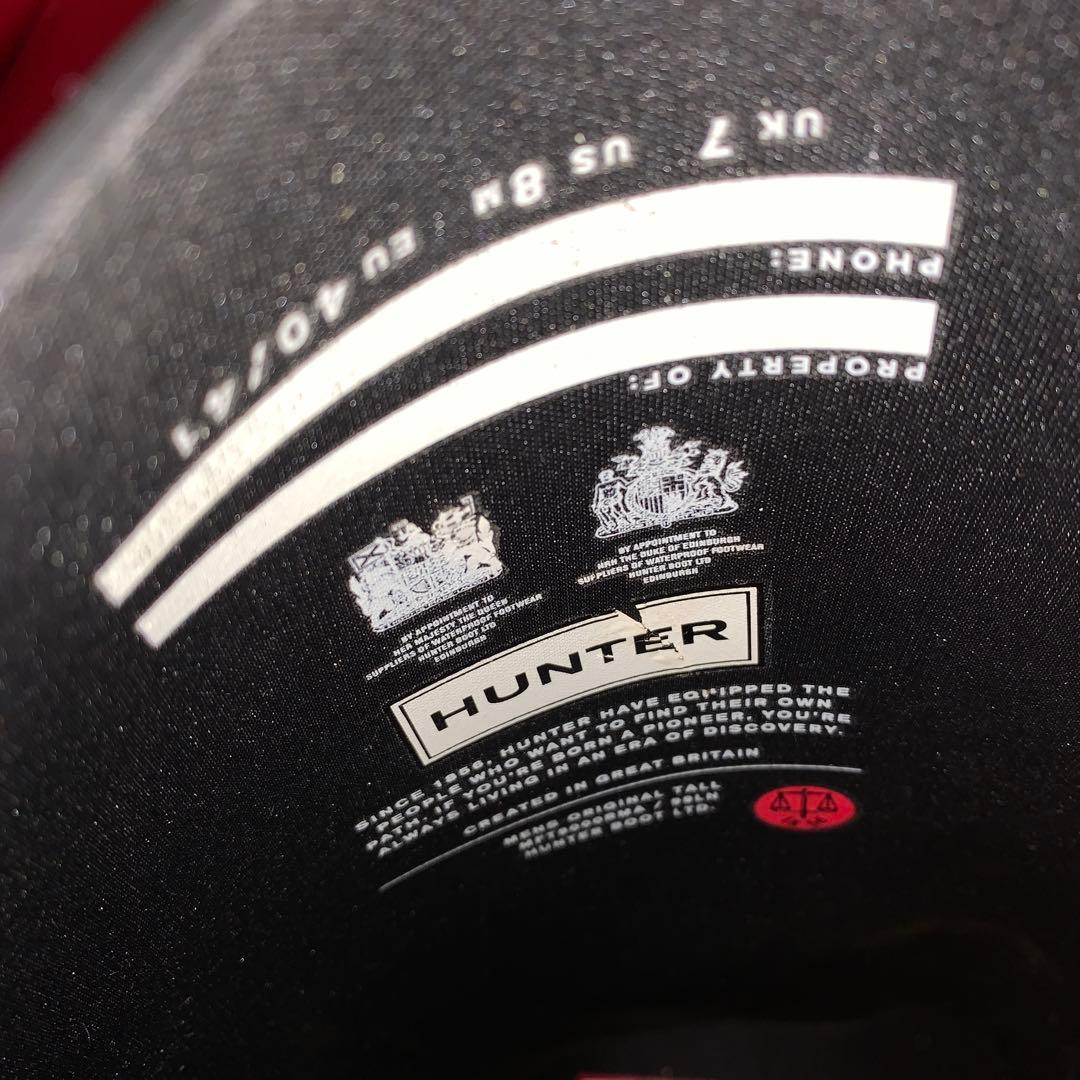 UK 7 US 8M EU 40/41
PHONE:
PROPERTY OF:
BY APPOINTMENT TO
HER MAJESTY THE QUEEN
SUPPLIERS OF WATERPROOF FOOTWEAR
HUNTER BOOT LTD
EDINBURGH
BY APPOINTMENT TO
HRH THE DUKE OF EDINBURGH
SUPPLIERS OF WATERPROOF FOOTWEAR
HUNTER BOOT LTD
EDINBURGH
HUNTER
SINCE 1856, HUNTER HAVE EQUIPPED THE
PEOPLE WHO WANT TO FIND THEIR OWN
PATH. IF YOU'RE BORN A PIONEER, YOU'RE
ALWAYS LIVING IN AN ERA OF DISCOVERY.
CREATED IN GREAT BRITAIN
MENS ORIGINAL TALL
HUNTER BOOT LTD.